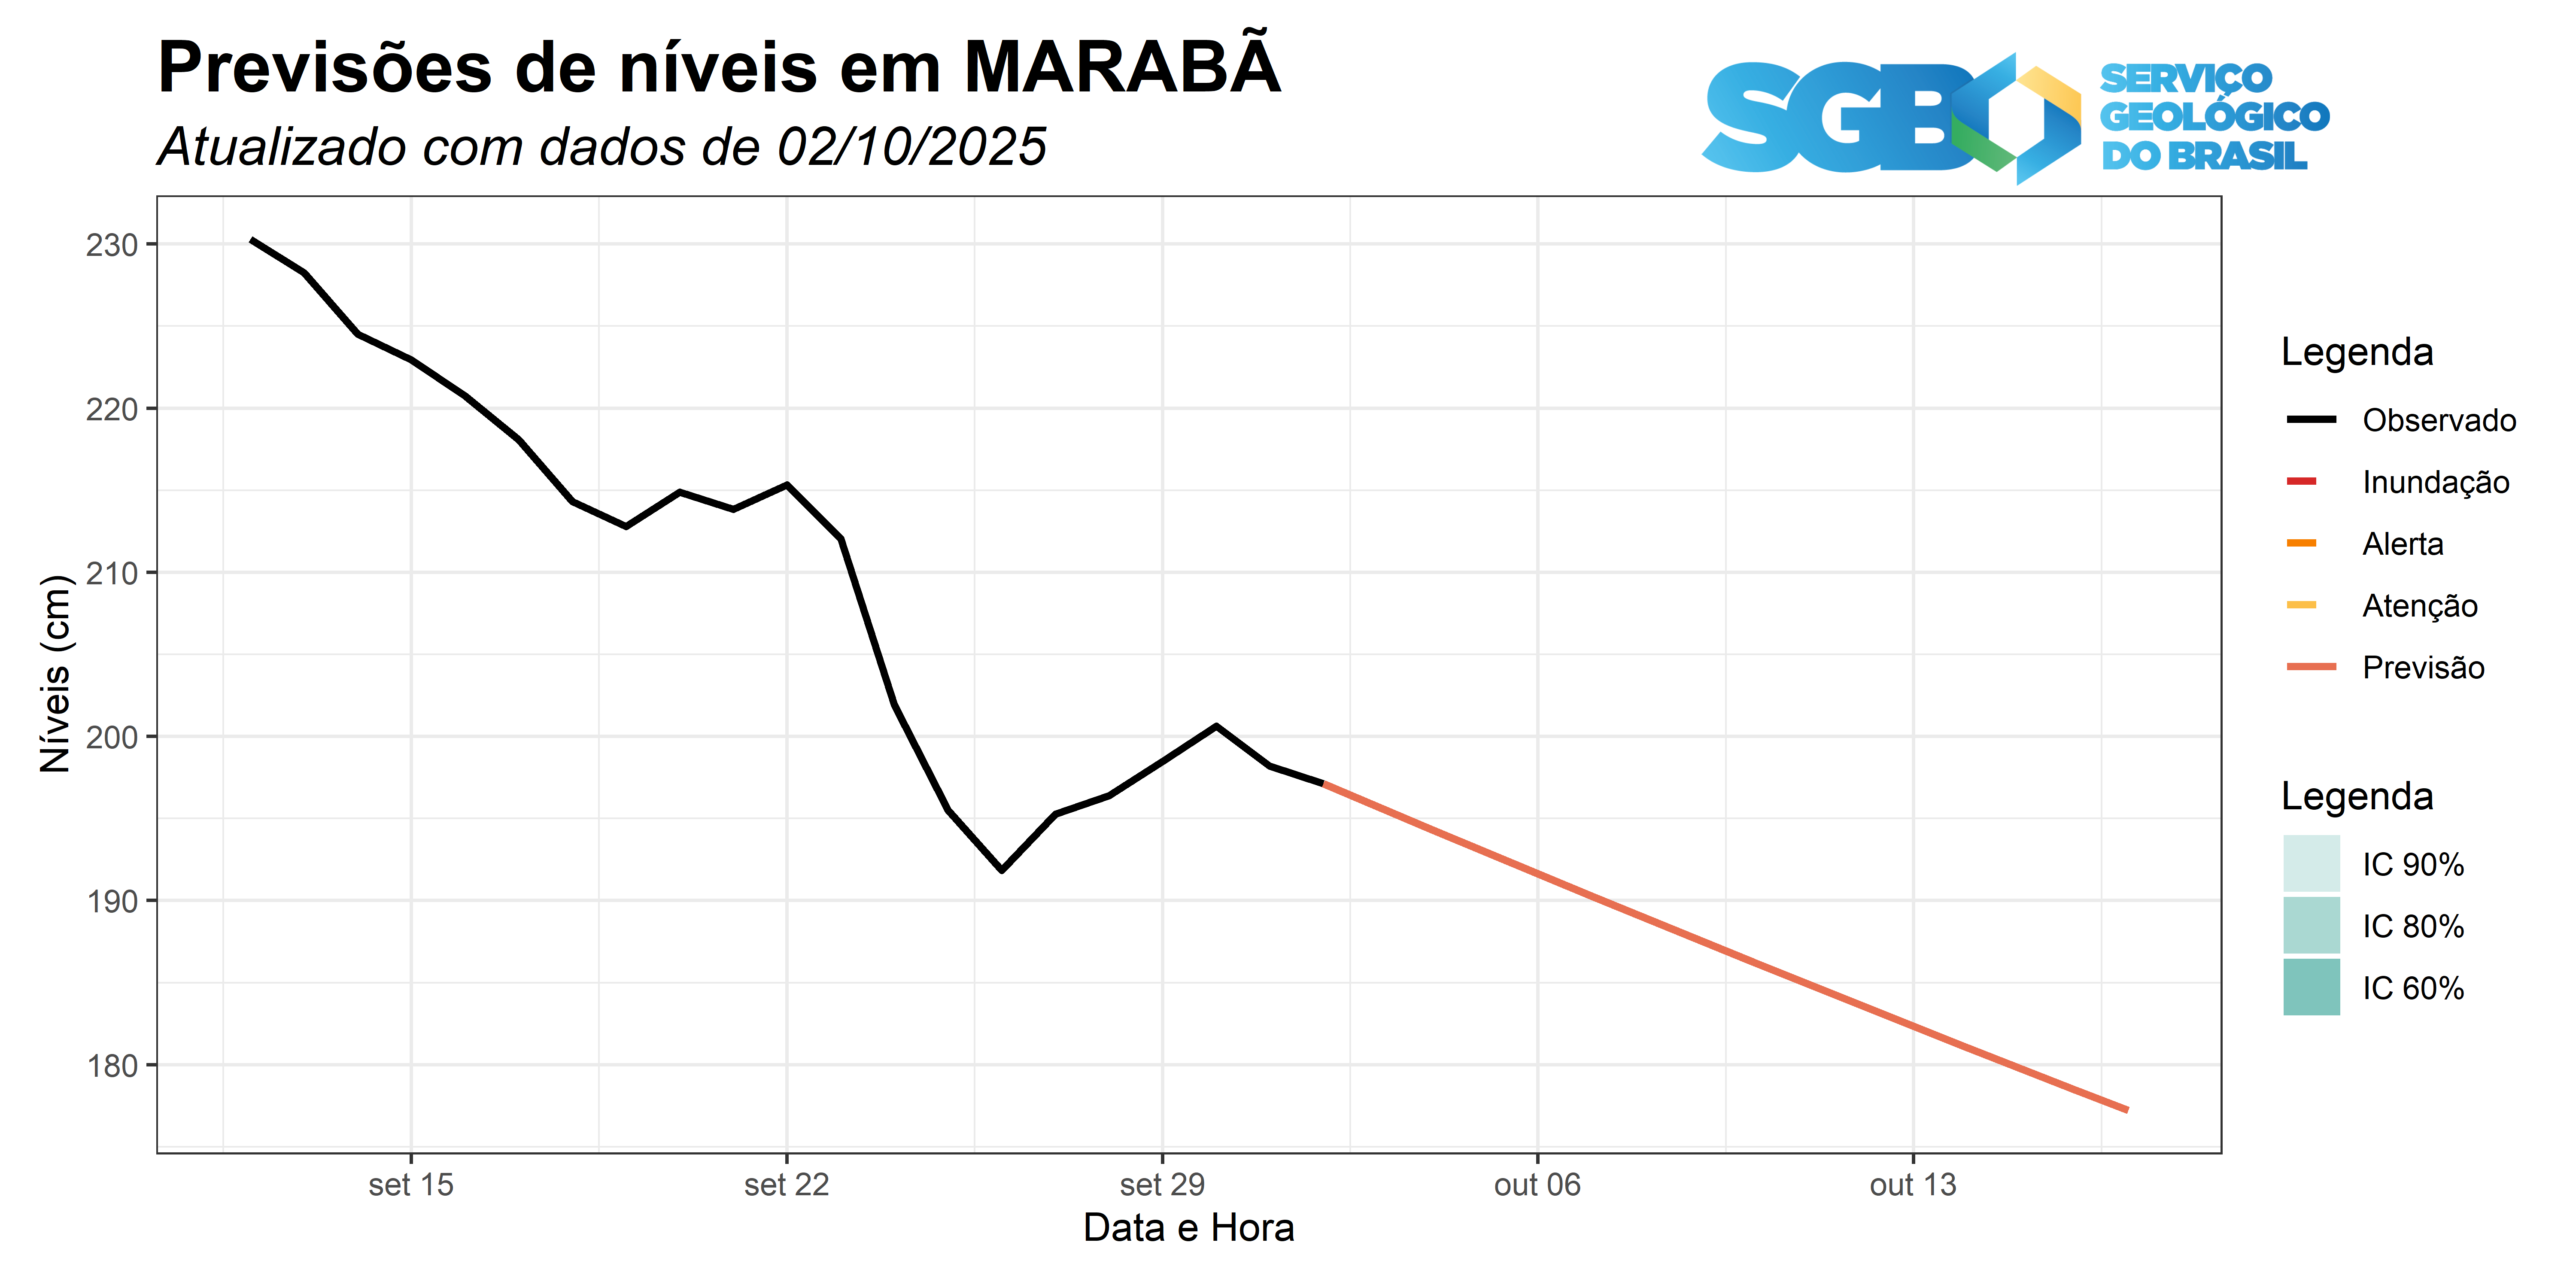 Previsões de níveis em MARABÃ
Atualizado com dados de 02/10/2025
SGB
SERVIÇO
GEOLÓGICO
DO BRASIL
Níveis (cm)
230
220
210
200
190
180
set 15
set 22
set 29
out 06
out 13
Data e Hora
Legenda
Observado
Inundação
Alerta
Atenção
Previsão
Legenda
IC 90%
IC 80%
IC 60%